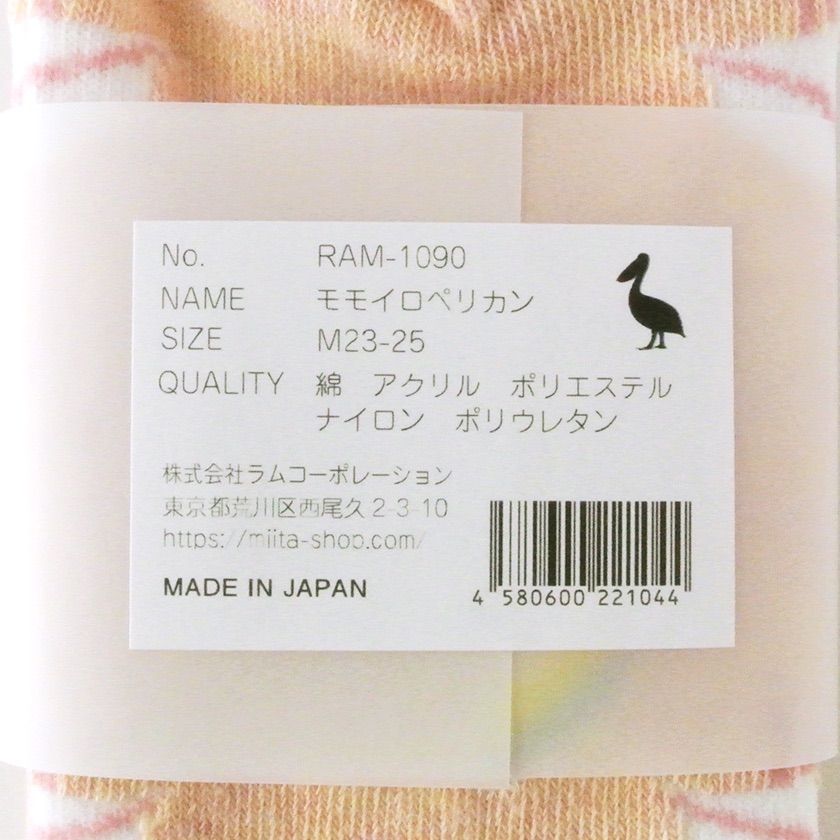 No. RAM-1090
NAME モモイロペリカン
SIZE M23-25
QUALITY 綿 アクリル ポリエステル
ナイロン ポリウレタン
株式会社ラムコーポレーション
東京都荒川区西尾久2-3-10
https://miita-shop.com/
MADE IN JAPAN
4 580600 221044